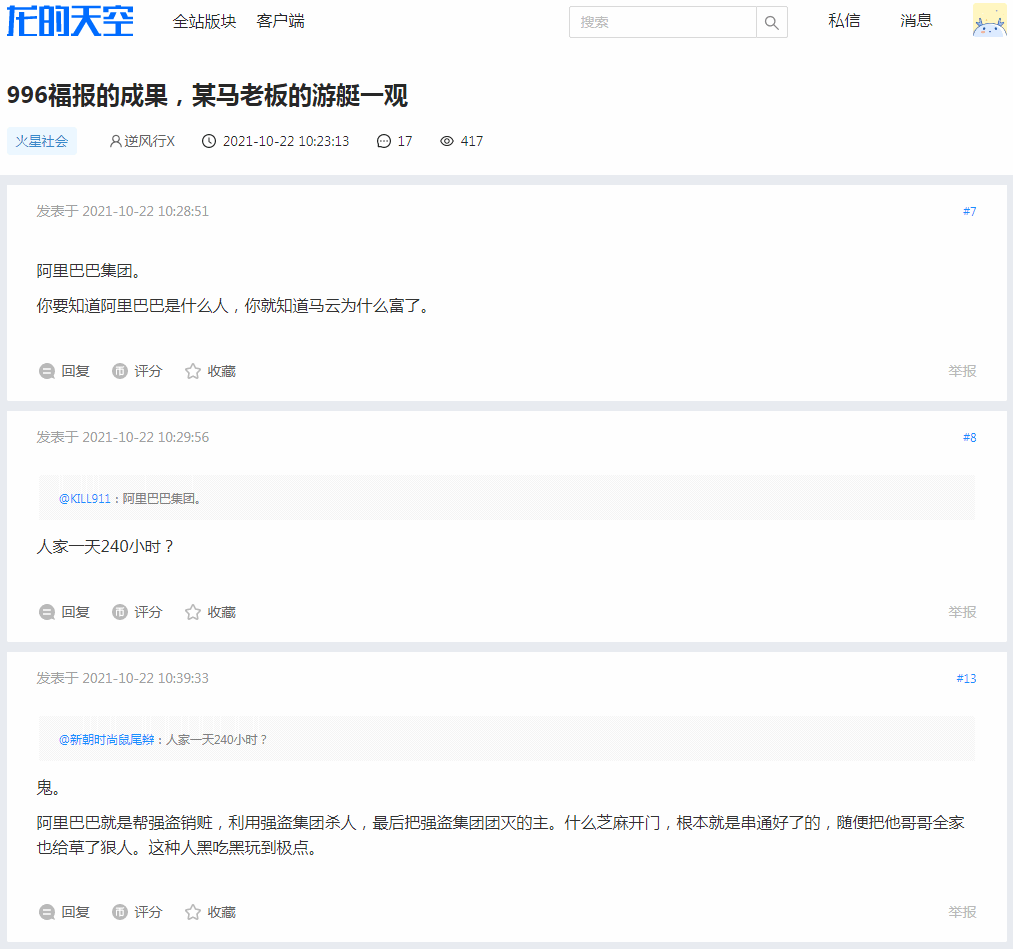 龙的天空 全站版块 客户端 搜索 私信 消息
996福报的成果，某马老板的游艇一观
火星社会 逆风行X 2021-10-22 10:23:13 17 417
发表于 2021-10-22 10:28:51 #7
阿里巴巴集团。
你要知道阿里巴巴是什么人，你就知道马云为什么富了。
回复 评分 收藏 举报
发表于 2021-10-22 10:29:56 #8
@KILL911：阿里巴巴集团。
人家一天240小时？
回复 评分 收藏 举报
发表于 2021-10-22 10:39:33 #13
@新朝时尚鼠尾辫：人家一天240小时？
鬼。
阿里巴巴就是帮强盗销赃，利用强盗集团杀人，最后把强盗集团团灭的主。什么芝麻开门，根本就是串通好了的，随便把他哥哥全家
也给草了狠人。这种人黑吃黑玩到极点。
回复 评分 收藏 举报